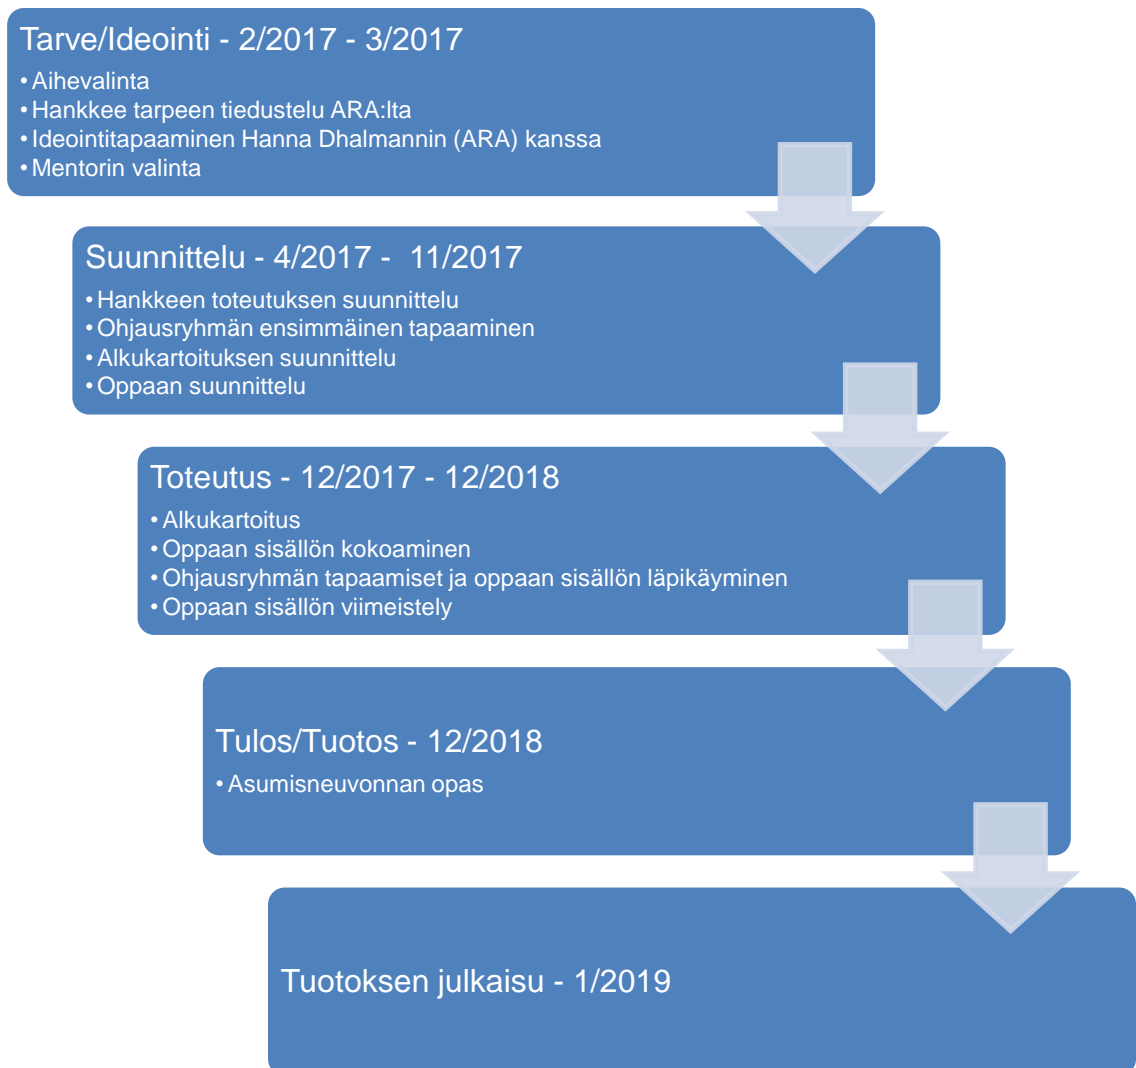 Tarve/Ideointi - 2/2017 - 3/2017
• Aihevalinta
• Hankkee tarpeen tiedustelu ARA:lta
• Ideointitapaaminen Hanna Dhalmannin (ARA) kanssa
• Mentorin valinta
Suunnittelu - 4/2017 - 11/2017
• Hankkeen toteutuksen suunnittelu
• Ohjausryhmän ensimmäinen tapaaminen
• Alkukartoituksen suunnittelu
• Oppaan suunnittelu
Toteutus - 12/2017 - 12/2018
• Alkukartoitus
• Oppaan sisällön kokoaminen
• Ohjausryhmän tapaamiset ja oppaan sisällön läpikäyminen
• Oppaan sisällön viimeistely
Tulos/Tuotos - 12/2018
• Asumisneuvonnan opas
Tuotoksen julkaisu - 1/2019